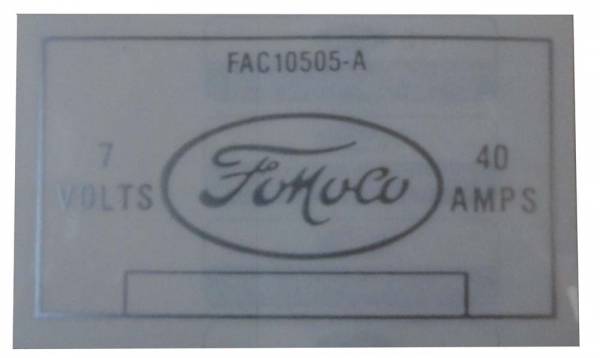 FAC10505-A
7 VOLTS
FoMoCo
40 AMPS